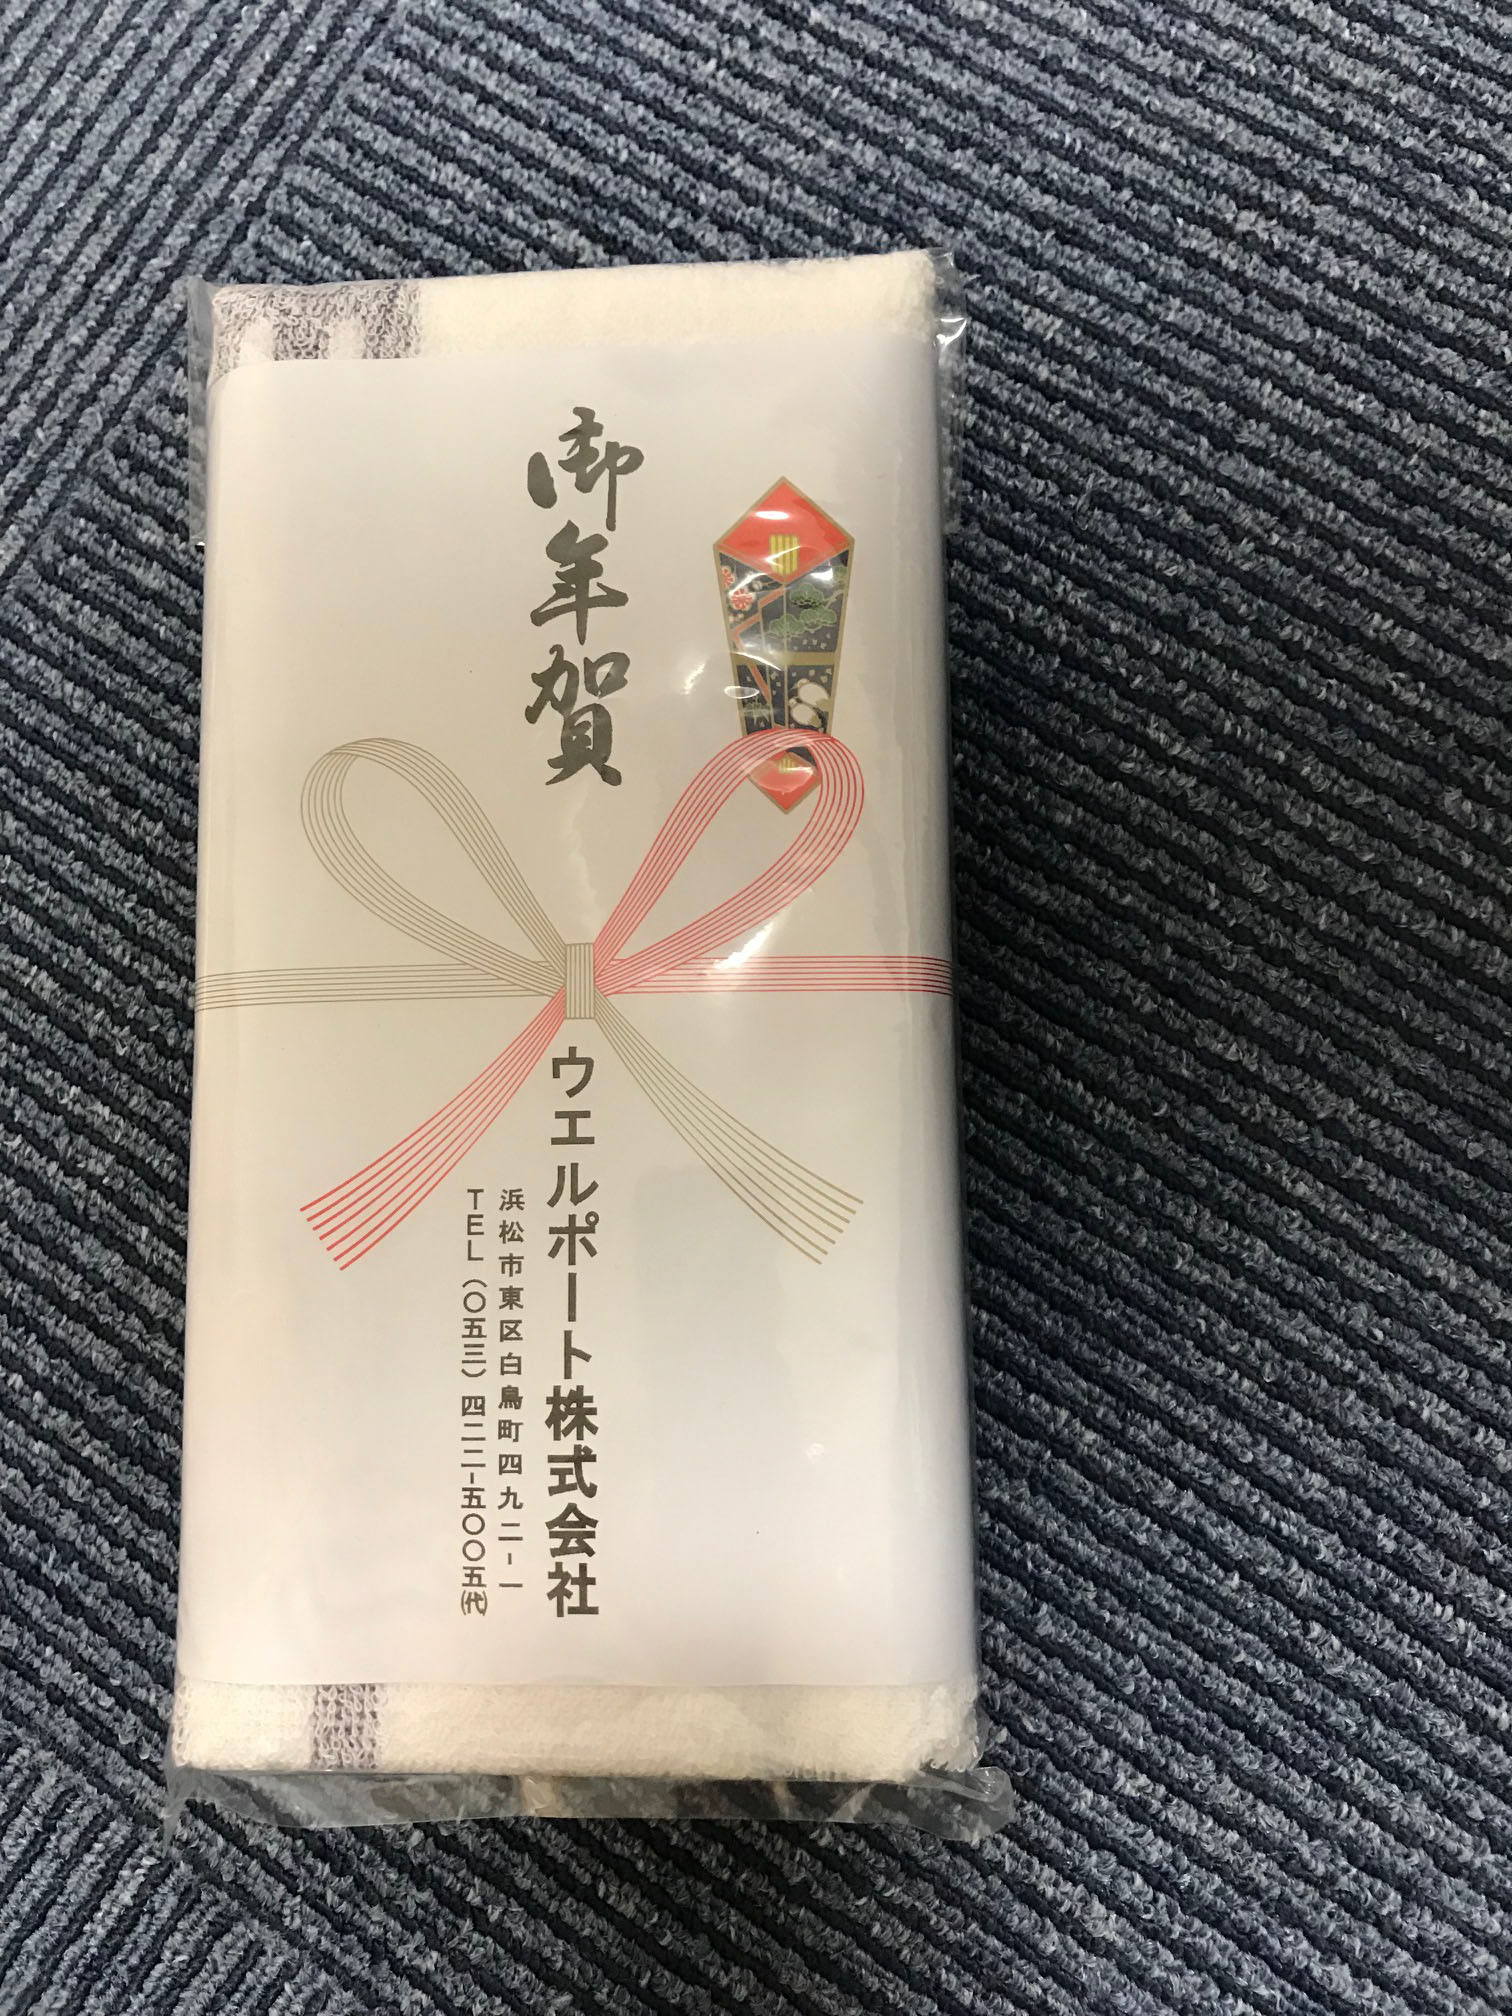 御年賀
ウエルポート株式会社
浜松市東区白鳥町四九二-一
TEL(〇五三)四二二-五〇〇五(代)